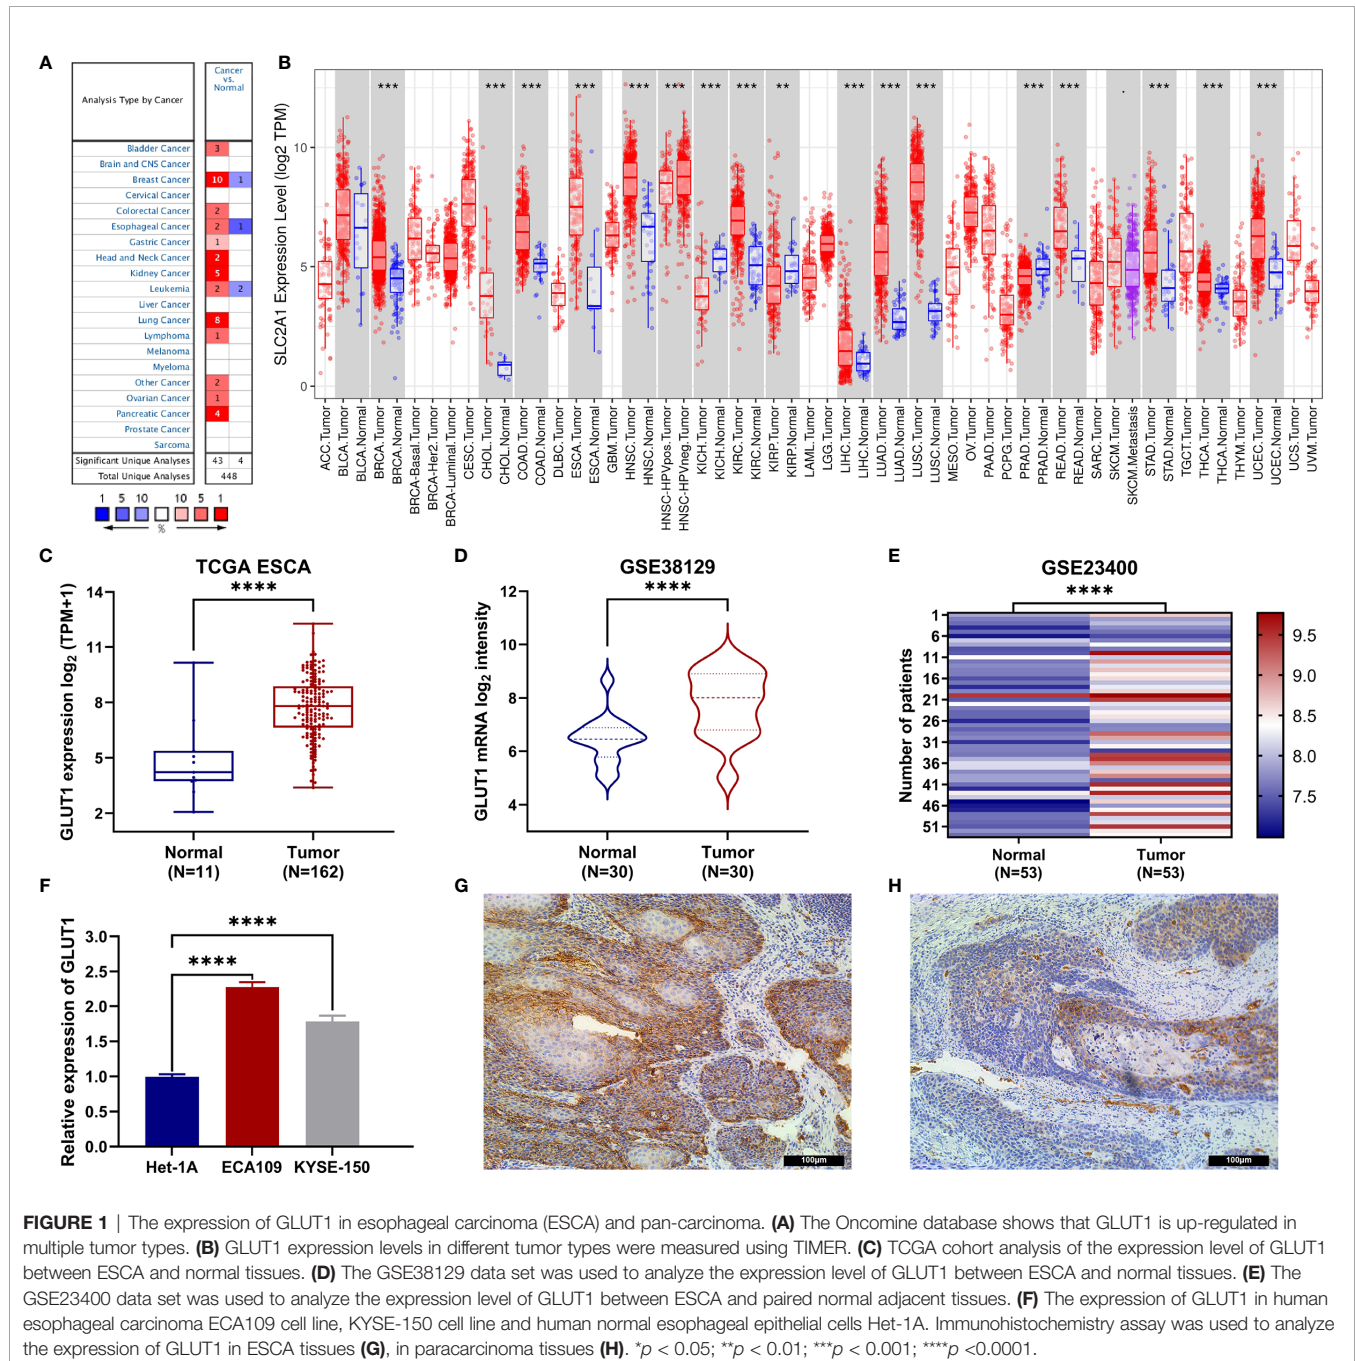 A
Analysis Type by Cancer
Cancer
vs.
Normal
Bladder Cancer 3
Brain and CNS Cancer
Breast Cancer 10 1
Cervical Cancer
Colorectal Cancer 2
Esophageal Cancer 2 1
Gastric Cancer 1
Head and Neck Cancer 2
Kidney Cancer 5
Leukemia 2 2
Liver Cancer
Lung Cancer 8
Lymphoma 1
Melanoma
Myeloma
Other Cancer 2
Ovarian Cancer 1
Pancreatic Cancer 4
Prostate Cancer
Sarcoma
Significant Unique Analyses 43 4
Total Unique Analyses 448
1 5 10 10 5 1
%
B
SLC2A1 Expression Level (log2 TPM)
10
5
0
*** *** *** *** *** *** *** *** ** *** *** *** *** *** . *** *** ***
ACC.Tumor
BLCA.Tumor
BLCA.Normal
BRCA.Tumor
BRCA.Normal
BRCA-Basal.Tumor
BRCA-Her2.Tumor
BRCA-Luminal.Tumor
CESC.Tumor
CHOL.Tumor
CHOL.Normal
COAD.Tumor
COAD.Normal
DLBC.Tumor
ESCA.Tumor
ESCA.Normal
GBM.Tumor
HNSC.Tumor
HNSC.Normal
HNSC-HPVpos.Tumor
HNSC-HPVneg.Tumor
KICH.Tumor
KICH.Normal
KIRC.Tumor
KIRC.Normal
KIRP.Tumor
KIRP.Normal
LAML.Tumor
LGG.Tumor
LIHC.Tumor
LIHC.Normal
LUAD.Tumor
LUAD.Normal
LUSC.Tumor
LUSC.Normal
MESO.Tumor
OV.Tumor
PAAD.Tumor
PCPG.Tumor
PRAD.Tumor
PRAD.Normal
READ.Tumor
READ.Normal
SARC.Tumor
SKCM.Tumor
SKCM.Metastasis
STAD.Tumor
STAD.Normal
TGCT.Tumor
THCA.Tumor
THCA.Normal
THYM.Tumor
UCEC.Tumor
UCEC.Normal
UCS.Tumor
UVM.Tumor
C
TCGA ESCA
****
GLUT1 expression log2 (TPM+1)
14
11
8
5
2
Normal
(N=11)
Tumor
(N=162)
D
GSE38129
****
GLUT1 mRNA log2 intensity
12
10
8
6
4
Normal
(N=30)
Tumor
(N=30)
E
GSE23400
****
Number of patients
1
6
11
16
21
26
31
36
41
46
51
9.5
8.5
8.0
7.5
Normal
(N=53)
Tumor
(N=53)
F
Relative expression of GLUT1
3.0
2.5
2.0
1.5
1.0
0.5
0.0
****
****
Het-1A
ECA109
KYSE-150
G
100μm
H
100μm
FIGURE 1 | The expression of GLUT1 in esophageal carcinoma (ESCA) and pan-carcinoma. (A) The Oncomine database shows that GLUT1 is up-regulated in
multiple tumor types. (B) GLUT1 expression levels in different tumor types were measured using TIMER. (C) TCGA cohort analysis of the expression level of GLUT1
between ESCA and normal tissues. (D) The GSE38129 data set was used to analyze the expression level of GLUT1 between ESCA and normal tissues. (E) The
GSE23400 data set was used to analyze the expression level of GLUT1 between ESCA and paired normal adjacent tissues. (F) The expression of GLUT1 in human
esophageal carcinoma ECA109 cell line, KYSE-150 cell line and human normal esophageal epithelial cells Het-1A. Immunohistochemistry assay was used to analyze
the expression of GLUT1 in ESCA tissues (G), in paracarcinoma tissues (H). *p < 0.05; **p < 0.01; ***p < 0.001; ****p <0.0001.